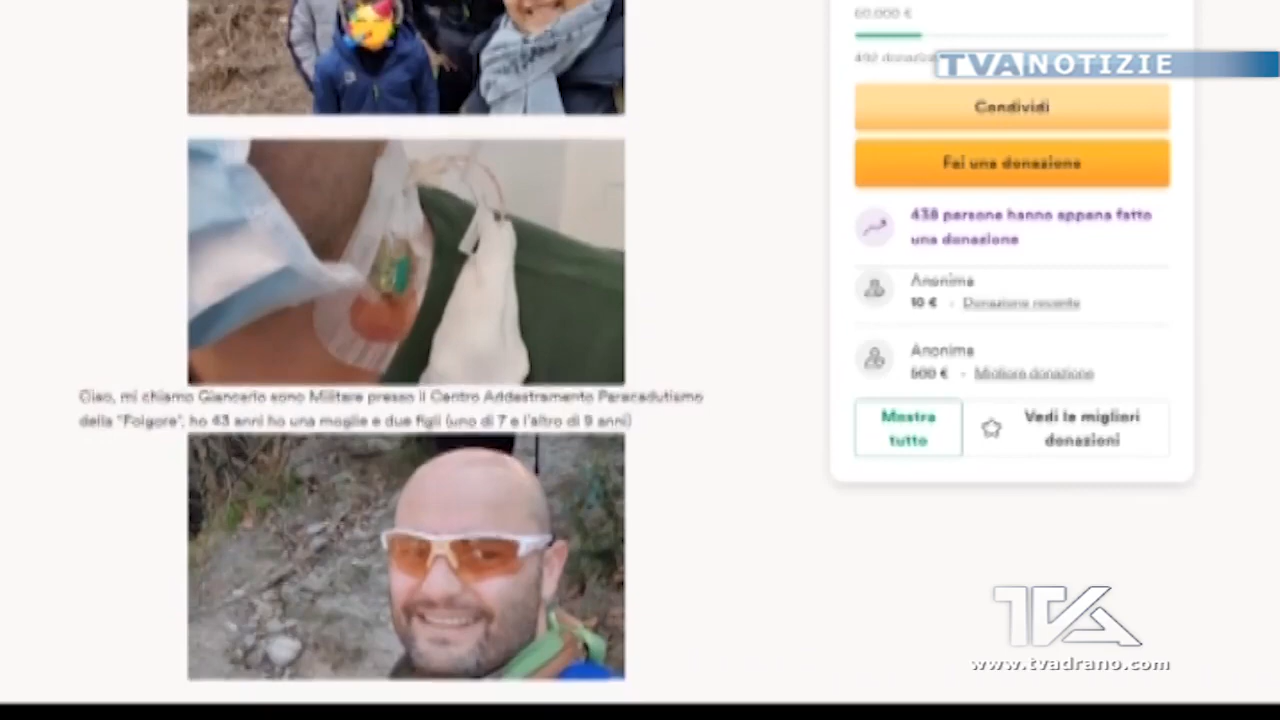 60.000 €
492 donazioni
TVANOTIZIE
Condividi
Fai una donazione
438 persone hanno appena fatto
una donazione
Anonima
10 € · Donazione recente
Anonima
500 € · Migliore donazione
Mostra
tutto
Vedi le migliori
donazioni
Ciao, mi chiamo Giancarlo sono Militare presso il Centro Addestramento Paracadutismo
della "Folgore", ho 43 anni ho una moglie e due figli (uno di 7 e l'altro di 9 anni)
TVA
www.tvadrano.com